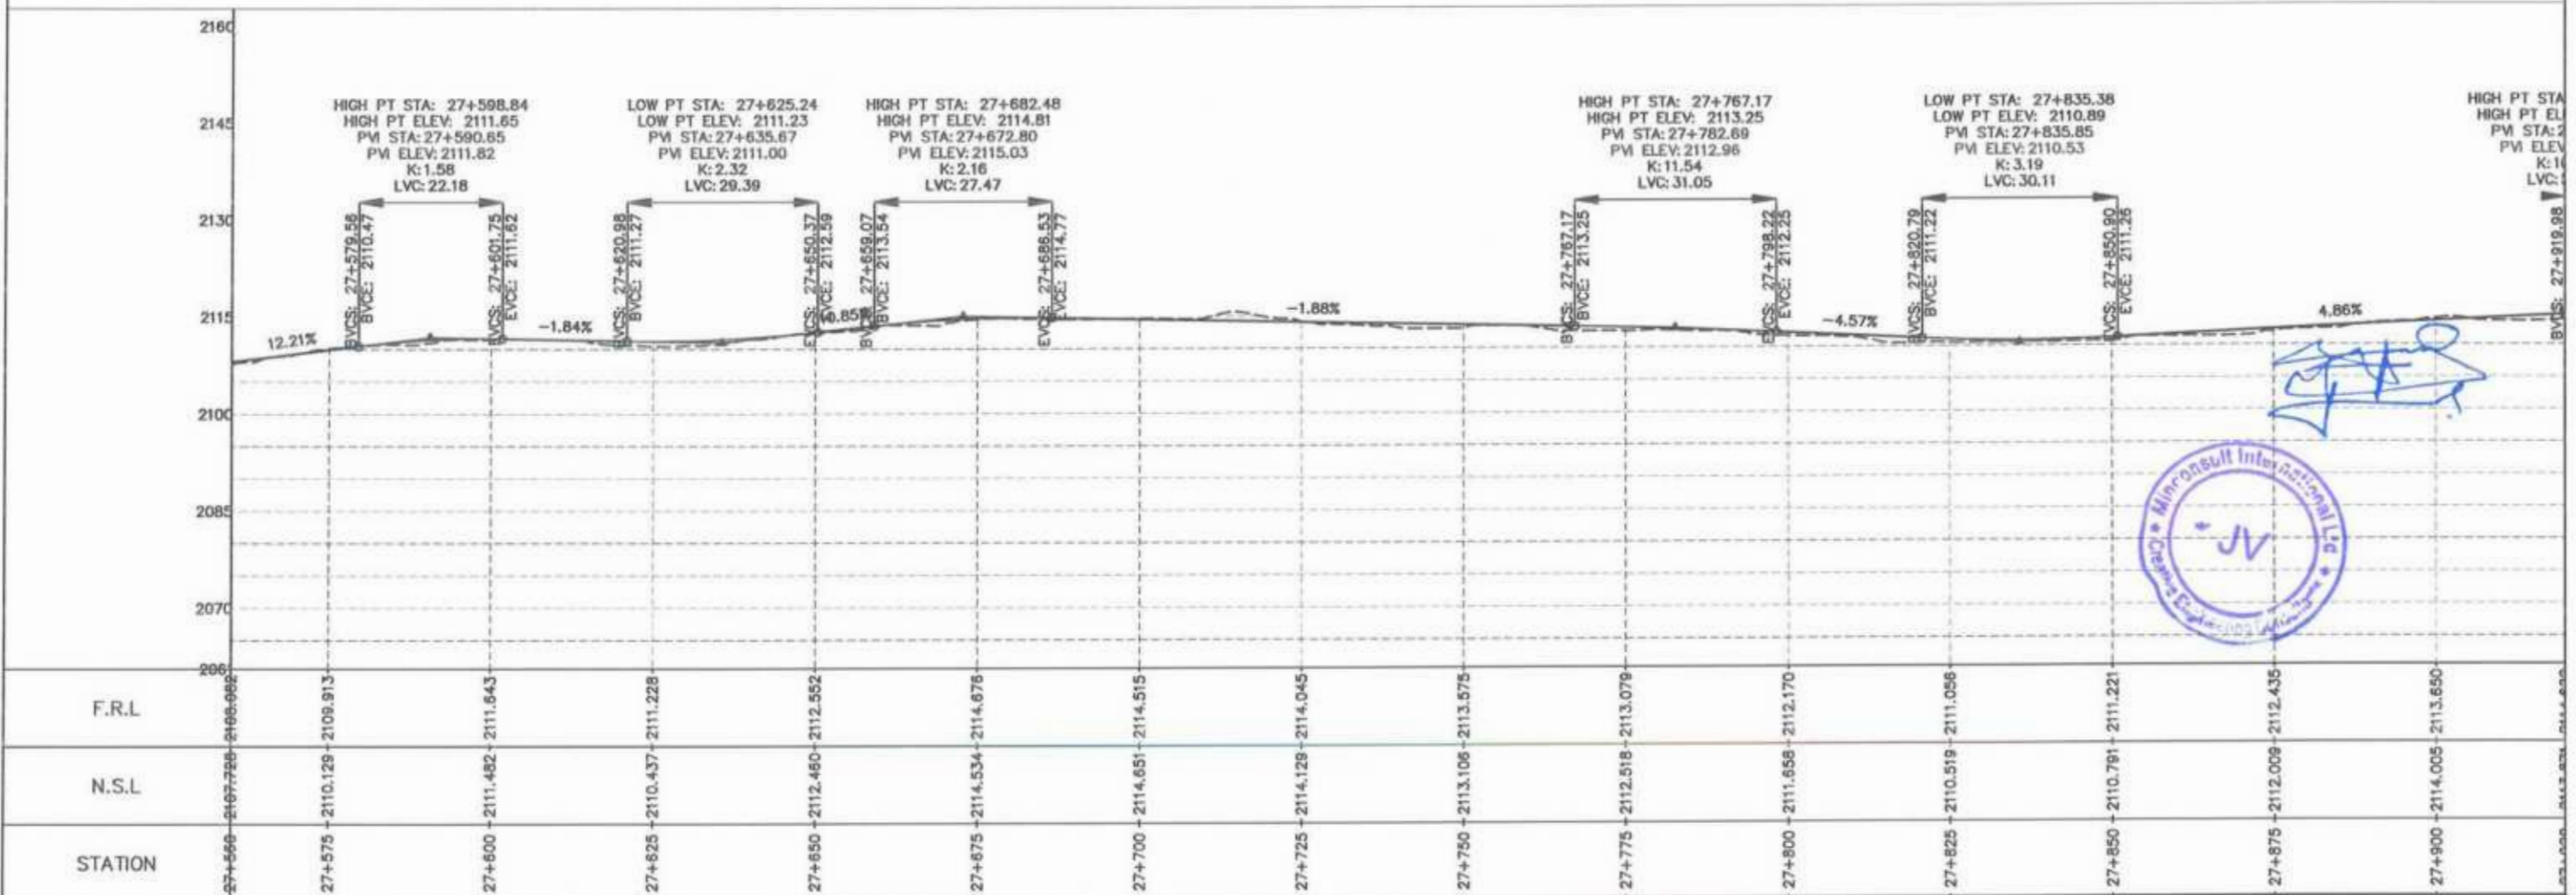 2160
2145
2130
2115
2100
2085
2070
HIGH PT STA: 27+598.84
HIGH PT ELEV: 2111.65
PVI STA: 27+590.65
PVI ELEV: 2111.82
K: 1.58
LVC: 22.18
LOW PT STA: 27+625.24
LOW PT ELEV: 2111.23
PVI STA: 27+635.67
PVI ELEV: 2111.00
K: 2.32
LVC: 29.39
HIGH PT STA: 27+682.48
HIGH PT ELEV: 2114.81
PVI STA: 27+672.80
PVI ELEV: 2115.03
K: 2.16
LVC: 27.47
HIGH PT STA: 27+767.17
HIGH PT ELEV: 2113.25
PVI STA: 27+782.69
PVI ELEV: 2112.96
K: 11.54
LVC: 31.05
LOW PT STA: 27+835.38
LOW PT ELEV: 2110.89
PVI STA: 27+835.85
PVI ELEV: 2110.53
K: 3.19
LVC: 30.11
HIGH PT STA
HIGH PT EL
PVI STA: 2
PVI ELEV
K: 1
LVC:
BVCS: 27+579.56
BVCE: 2110.47
EVCS: 27+601.75
EVCE: 2111.62
BVCS: 27+620.98
BVCE: 2111.27
EVCS: 27+650.37
EVCE: 2112.59
BVCS: 27+659.07
BVCE: 2113.54
EVCS: 27+686.53
EVCE: 2114.77
BVCS: 27+767.17
BVCE: 2113.25
EVCS: 27+798.22
EVCE: 2112.25
BVCS: 27+820.79
BVCE: 2111.22
EVCS: 27+850.90
EVCE: 2111.26
BVCS: 27+919.98
12.21%
-1.84%
10.85%
-1.88%
-4.57%
4.86%
Minconsult International Ltd
JV
F.R.L
2109.913 2111.643 2111.228 2112.552 2114.676 2114.515 2114.045 2113.575 2113.079 2112.170 2111.056 2111.221 2112.435 2113.650
N.S.L
2107.728 2110.129 2111.482 2110.437 2112.460 2114.534 2114.651 2114.129 2113.106 2112.518 2111.658 2110.519 2110.791 2112.009 2114.005
STATION
27+560 27+575 27+600 27+625 27+650 27+675 27+700 27+725 27+750 27+775 27+800 27+825 27+850 27+875 27+900